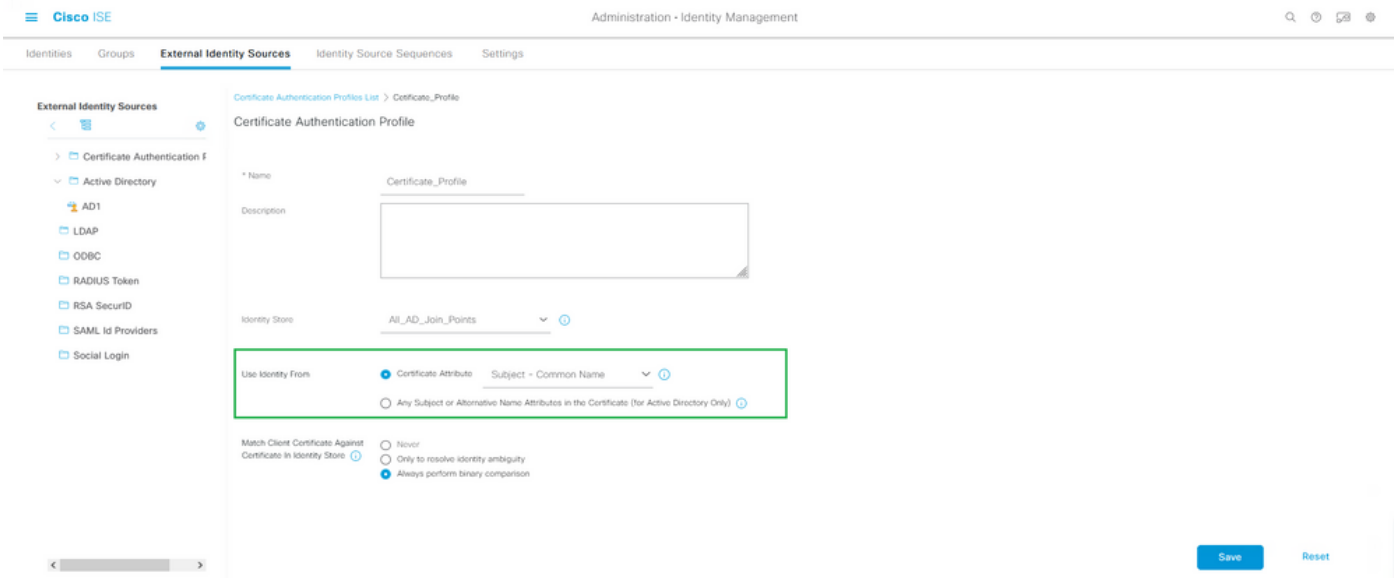 Cisco ISE
Administration • Identity Management
Identities Groups External Identity Sources Identity Source Sequences Settings
External Identity Sources
Certificate Authentication F
Active Directory
AD1
LDAP
ODBC
RADIUS Token
RSA SecurID
SAML Id Providers
Social Login
Certificate Authentication Profiles List > Certificate_Profile
Certificate Authentication Profile
* Name Certificate_Profile
Description
Identity Store All_AD_Join_Points
Use Identity From Certificate Attribute Subject - Common Name
Any Subject or Alternative Name Attributes in the Certificate (for Active Directory Only)
Match Client Certificate Against
Certificate In Identity Store
Never
Only to resolve identity ambiguity
Always perform binary comparison
Save Reset